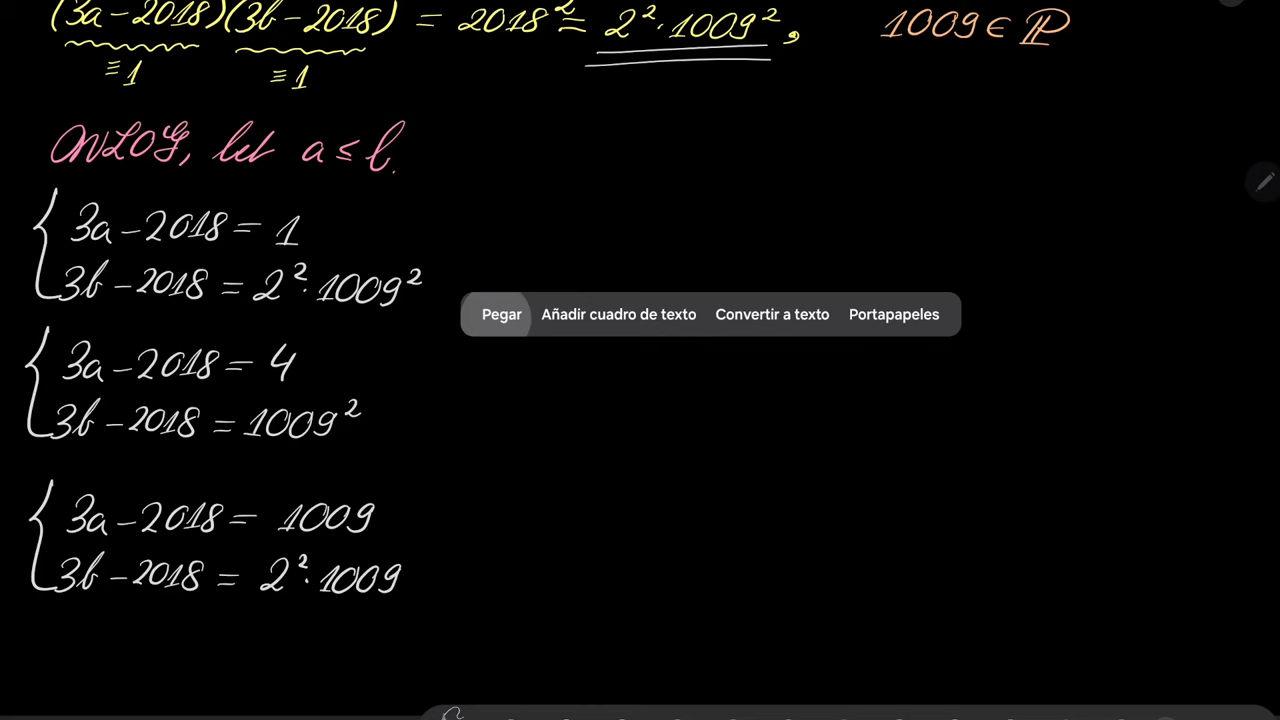 (3a-2018)(3b-2018) = 2018² = 2²·1009², 1009 ∈ ℙ
≡1 ≡1
WLOG, let a ≤ b.
3a-2018 = 1
3b-2018 = 2²·1009²
Pegar Añadir cuadro de texto Convertir a texto Portapapeles
3a-2018 = 4
3b-2018 = 1009²
3a-2018 = 1009
3b-2018 = 2²·1009